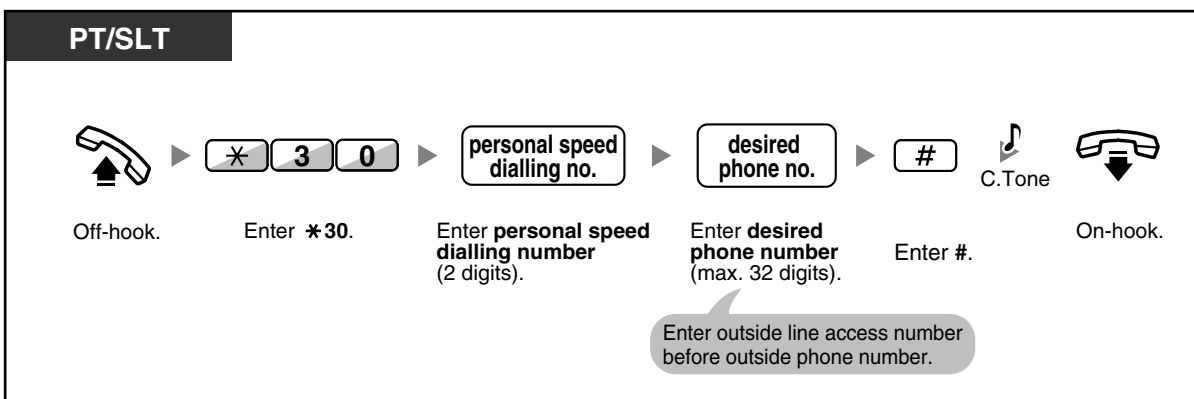 PT/SLT
* 3 0
personal speed
dialling no.
desired
phone no.
#
C.Tone
Off-hook.
Enter *30.
Enter personal speed
dialling number
(2 digits).
Enter desired
phone number
(max. 32 digits).
Enter #.
On-hook.
Enter outside line access number
before outside phone number.